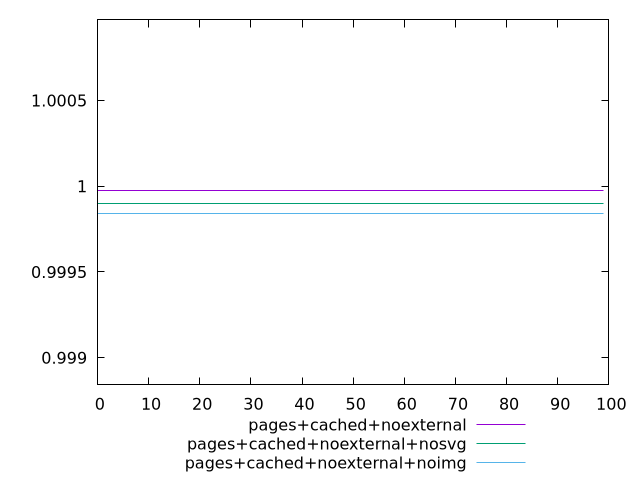 1.0005
1
0.9995
0.999
0 10 20 30 40 50 60 70 80 90 100
pages+cached+noexternal
pages+cached+noexternal+nosvg
pages+cached+noexternal+noimg